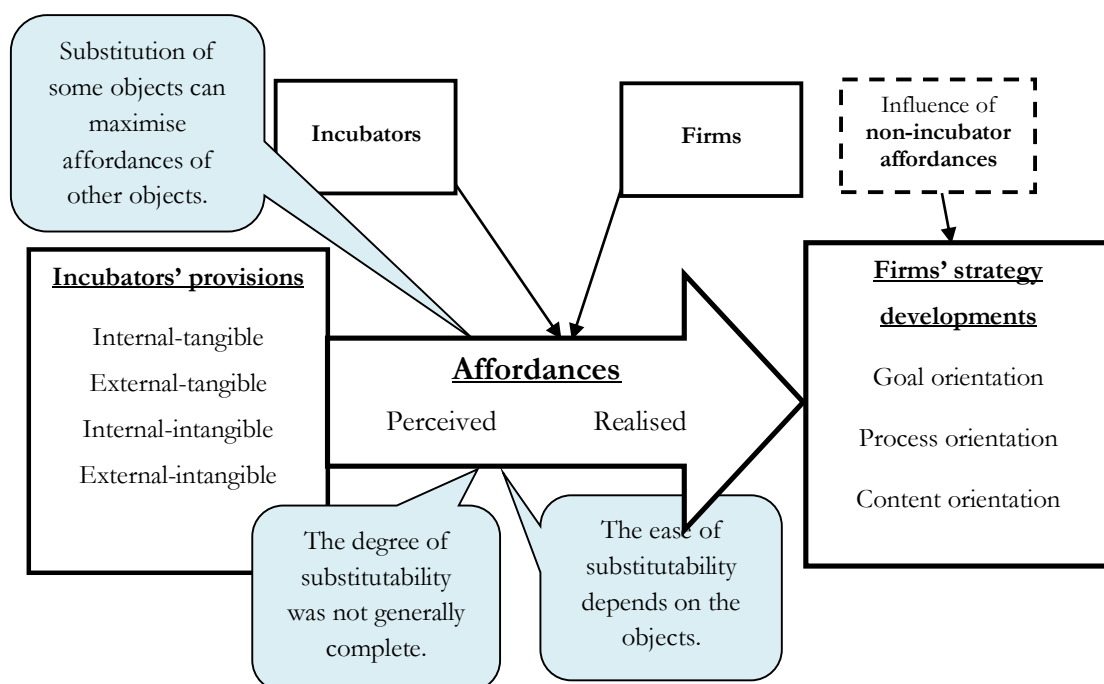 Substitution of
some objects can
maximise
affordances of
other objects.
Incubators
Firms
Influence of
non-incubator
affordances
Incubators’ provisions
Internal-tangible
External-tangible
Internal-intangible
External-intangible
Affordances
Perceived Realised
Firms’ strategy
developments
Goal orientation
Process orientation
Content orientation
The degree of
substitutability
was not generally
complete.
The ease of
substitutability
depends on the
objects.